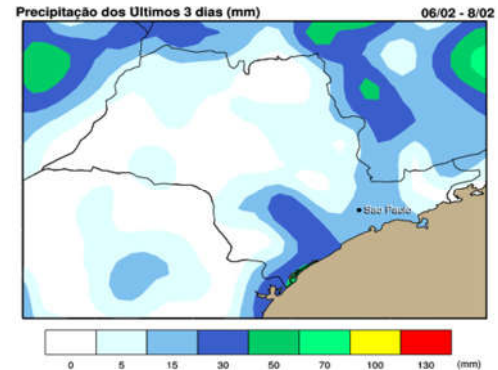 Precipitação dos Últimos 3 dias (mm) 06/02 - 8/02
São Paulo
0 5 15 30 50 70 100 130 (mm)